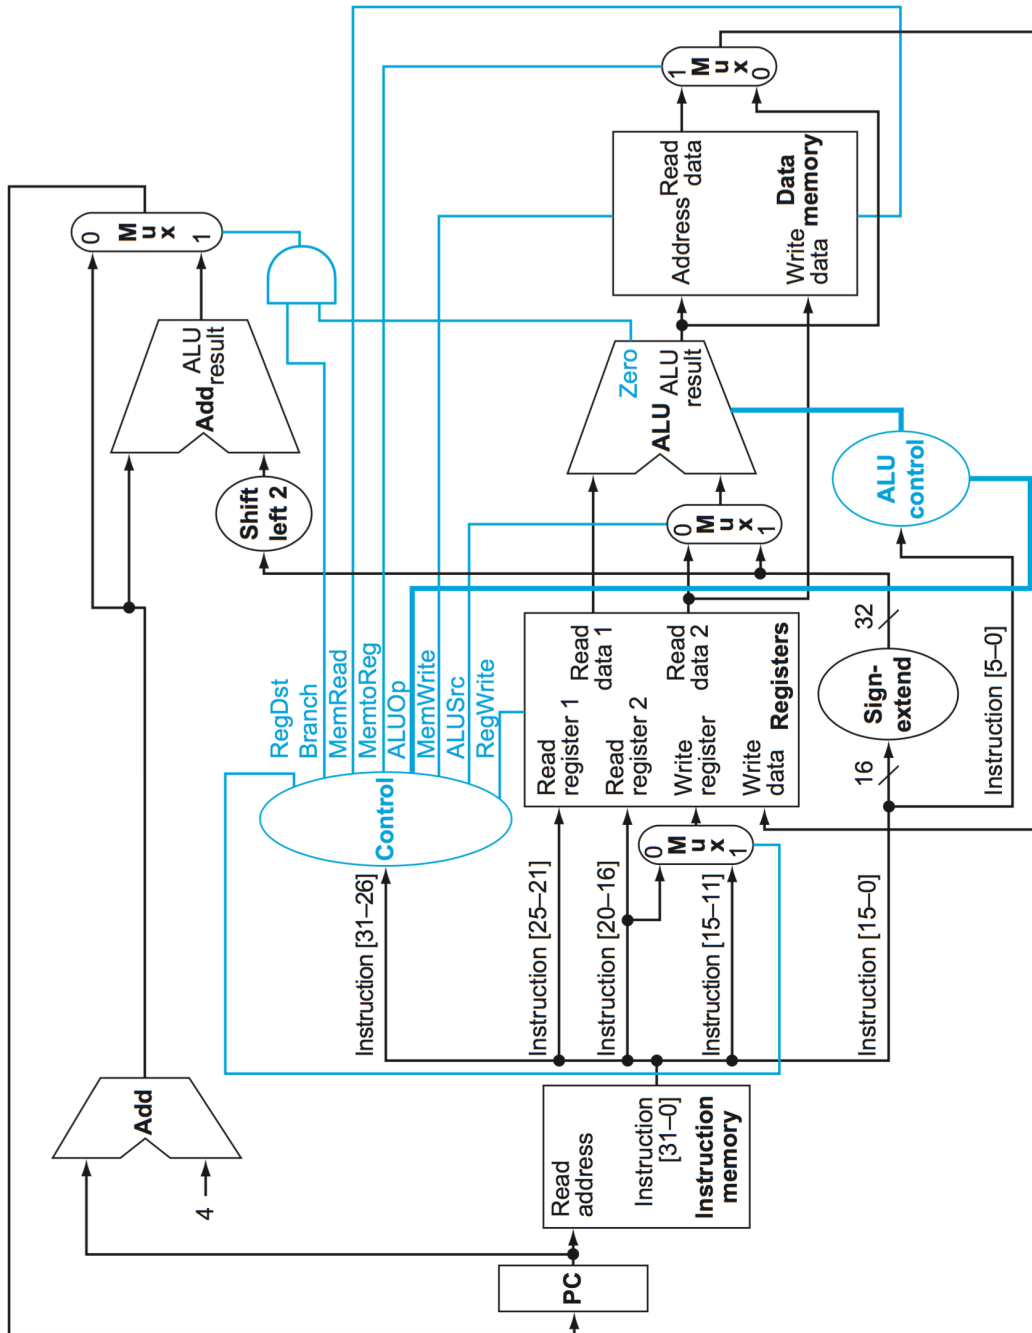 0
M
u
x
1
Add
ALU
result
Shift
left 2
Add
4
RegDst
Branch
MemRead
MemtoReg
ALUOp
MemWrite
ALUSrc
RegWrite
Control
Instruction [31–26]
Instruction [25–21]
Instruction [20–16]
Instruction [15–11]
Instruction [15–0]
Instruction [5–0]
PC
Read
address
Instruction
[31–0]
Instruction
memory
0
M
u
x
1
Read
register 1
Read
register 2
Write
register
Write
data
Read
data 1
Read
data 2
Registers
16
Sign-
extend
32
0
M
u
x
1
Zero
ALU
ALU
result
ALU
control
Address
Read
data
Write
data
Data
memory
1
M
u
x
0